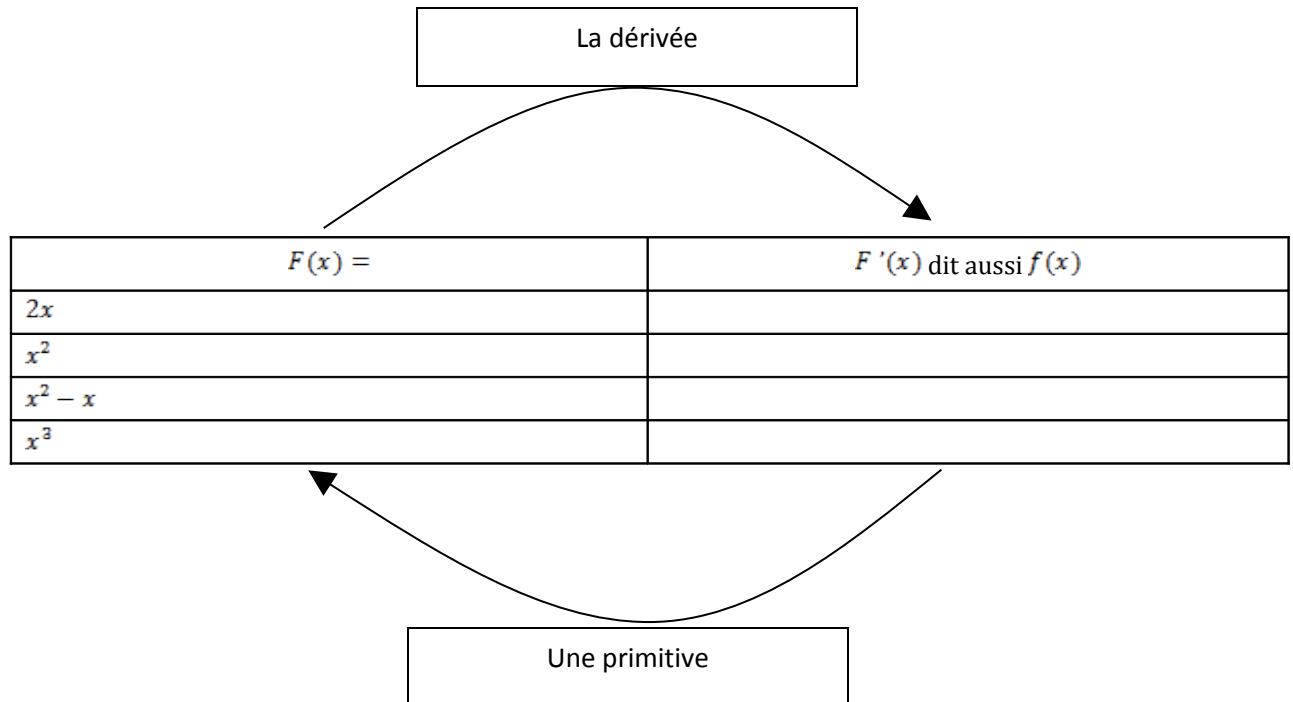 La dérivée
F(x) =
F ’(x) dit aussi f(x)
2x
x²
x² − x
x³
Une primitive